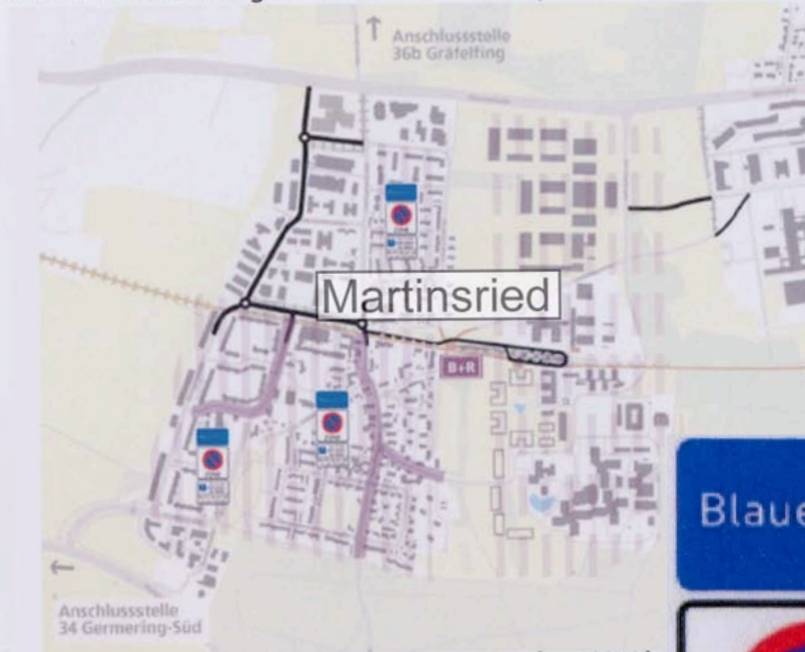 Anschlussstelle
36b Gräfelfing
Martinsried
B+R
Blaue
Anschlussstelle
34 Germering-Süd